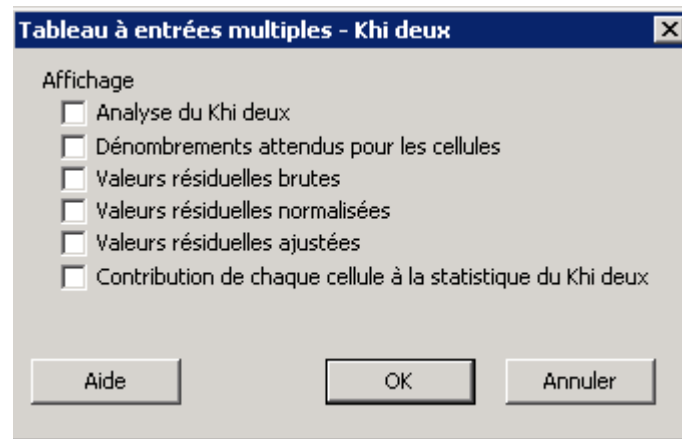 Tableau à entrées multiples - Khi deux
Affichage
Analyse du Khi deux
Dénombrements attendus pour les cellules
Valeurs résiduelles brutes
Valeurs résiduelles normalisées
Valeurs résiduelles ajustées
Contribution de chaque cellule à la statistique du Khi deux
Aide OK Annuler